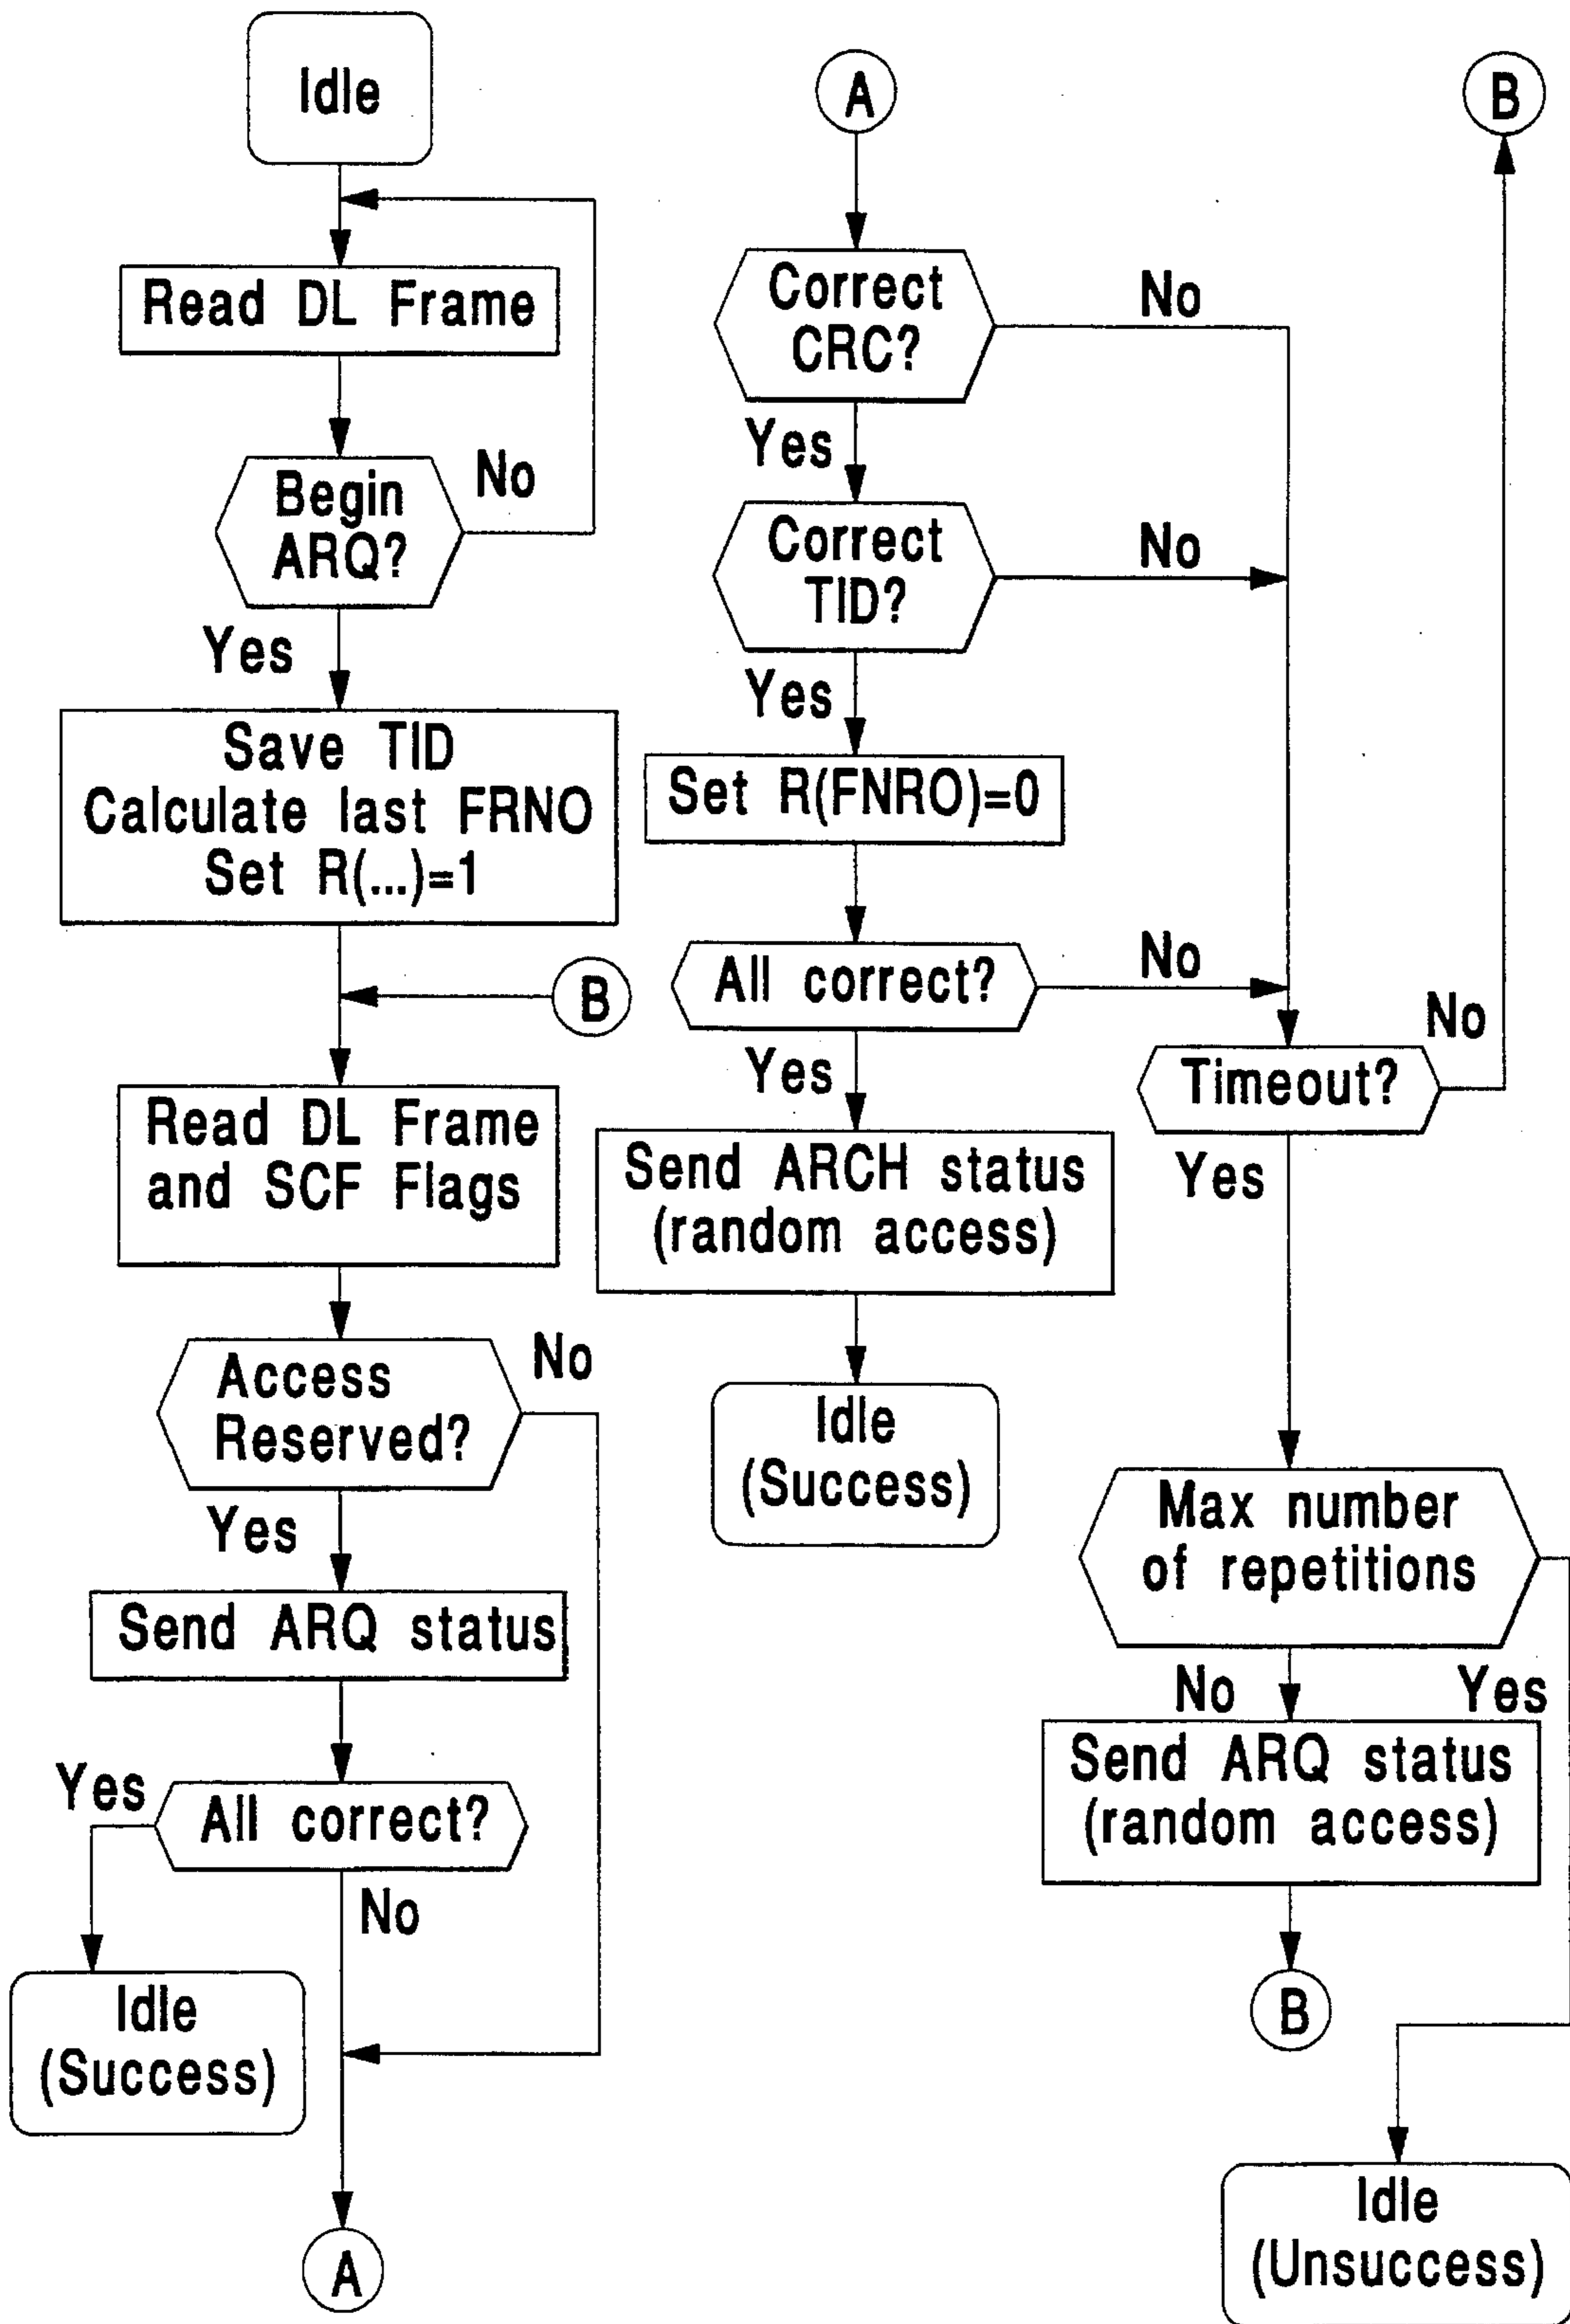 Idle
Read DL Frame
Begin
ARQ?
No
Yes
Save TID
Calculate last FRNO
Set R(...)=1
B
Read DL Frame
and SCF Flags
Access
Reserved?
No
Yes
Send ARQ status
All correct?
Yes
No
Idle
(Success)
A
A
Correct
CRC?
No
Yes
Correct
TID?
No
Yes
Set R(FNRO)=0
All correct?
No
Yes
Send ARCH status
(random access)
Idle
(Success)
B
Timeout?
No
Yes
Max number
of repetitions
No
Yes
Send ARQ status
(random access)
B
Idle
(Unsuccess)